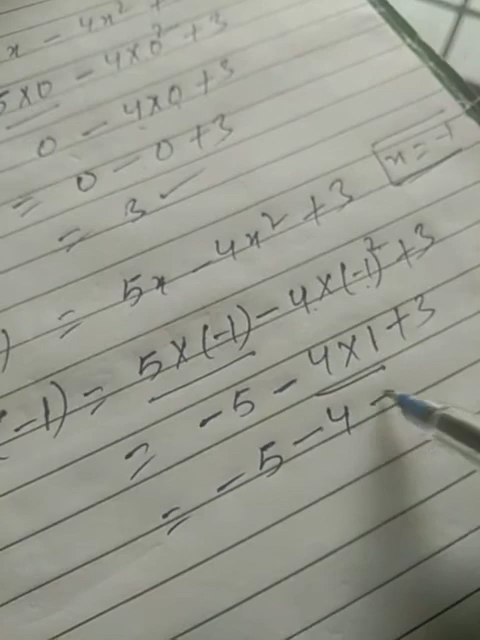 x - 4x² +
5×0 - 4×0² + 3
0 - 4×0 + 3
= 0 - 0 + 3
= 3 ✓
x = -1
) = 5x - 4x² + 3
(-1) = 5×(-1) - 4×(-1)² + 3
= -5 - 4×1 + 3
= -5 - 4